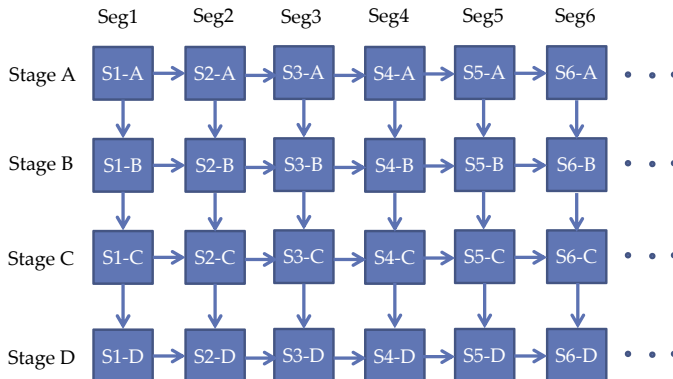 Seg1 Seg2 Seg3 Seg4 Seg5 Seg6
Stage A S1-A S2-A S3-A S4-A S5-A S6-A • • •
Stage B S1-B S2-B S3-B S4-B S5-B S6-B • • •
Stage C S1-C S2-C S3-C S4-C S5-C S6-C • • •
Stage D S1-D S2-D S3-D S4-D S5-D S6-D • • •